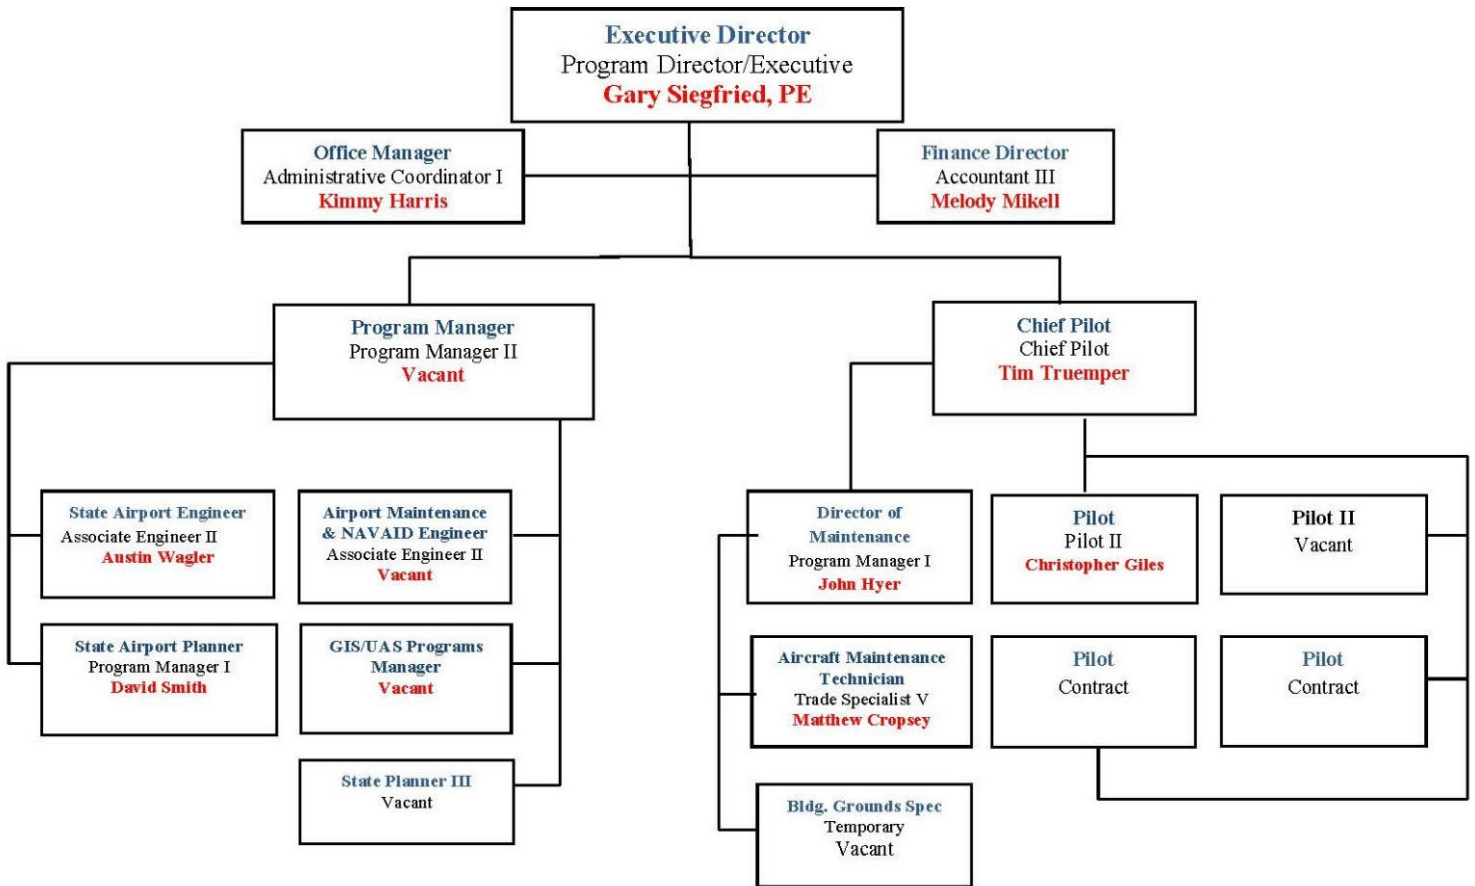 Executive Director
Program Director/Executive
Gary Siegfried, PE
Office Manager
Administrative Coordinator I
Kimmy Harris
Finance Director
Accountant III
Melody Mikell
Program Manager
Program Manager II
Vacant
Chief Pilot
Chief Pilot
Tim Truemper
State Airport Engineer
Associate Engineer II
Austin Wagler
Airport Maintenance
& NAVAID Engineer
Associate Engineer II
Vacant
Director of
Maintenance
Program Manager I
John Hyer
Pilot
Pilot II
Christopher Giles
Pilot II
Vacant
State Airport Planner
Program Manager I
David Smith
GIS/UAS Programs
Manager
Vacant
Aircraft Maintenance
Technician
Trade Specialist V
Matthew Cropsey
Pilot
Contract
Pilot
Contract
State Planner III
Vacant
Bldg. Grounds Spec
Temporary
Vacant